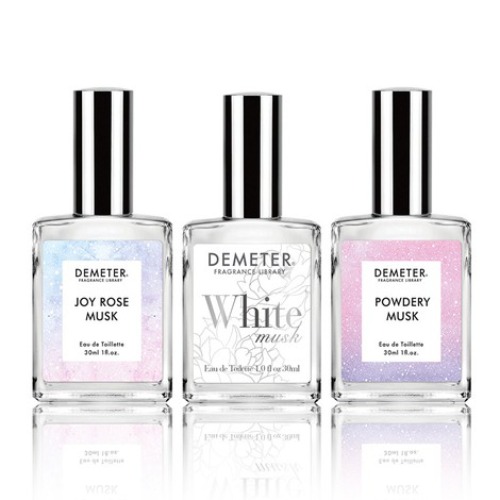 DEMETER®
FRAGRANCE LIBRARY
JOY ROSE
MUSK
Eau de Toilette
30ml 1fl.oz.
DEMETER®
FRAGRANCE LIBRARY
White
musk
Eau de Toilette 1.0 fl oz 30ml
DEMETER®
FRAGRANCE LIBRARY
POWDERY
MUSK
Eau de Toilette
30ml 1fl.oz.